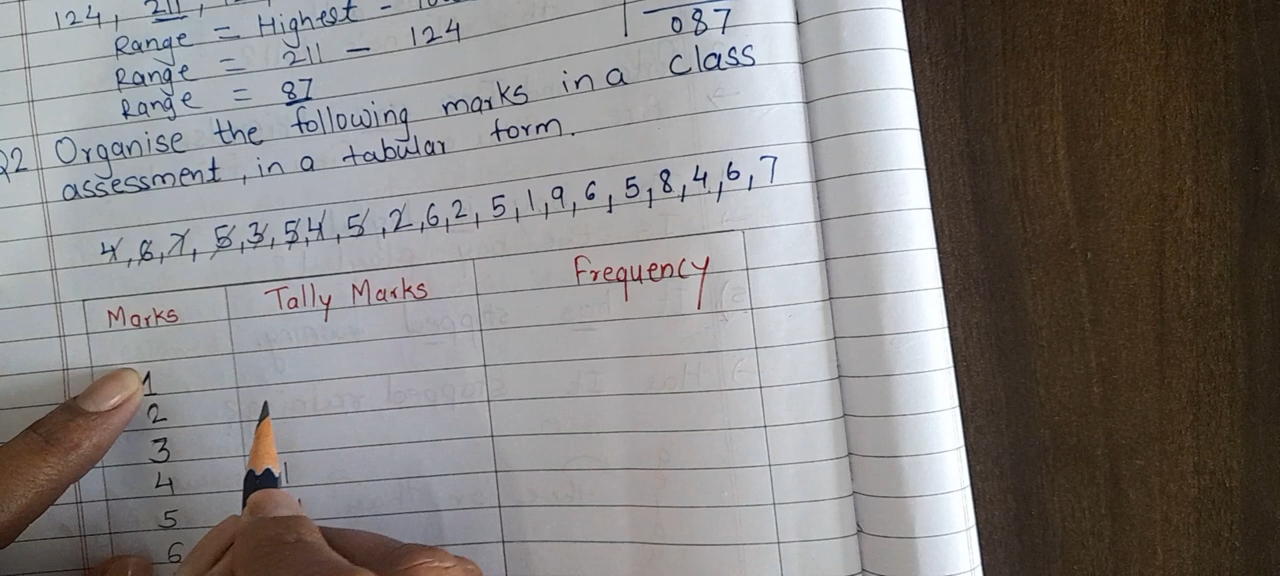 124, 211,
Range = Highest -
Range = 211 - 124
Range = 87
087
Q2 Organise the following marks in a class
assessment, in a tabular form.
4, 6, 7, 5, 3, 5, 4, 5, 2, 6, 2, 5, 1, 9, 6, 5, 8, 4, 6, 7
Marks Tally Marks Frequency
1
2
3
4 |
5
6